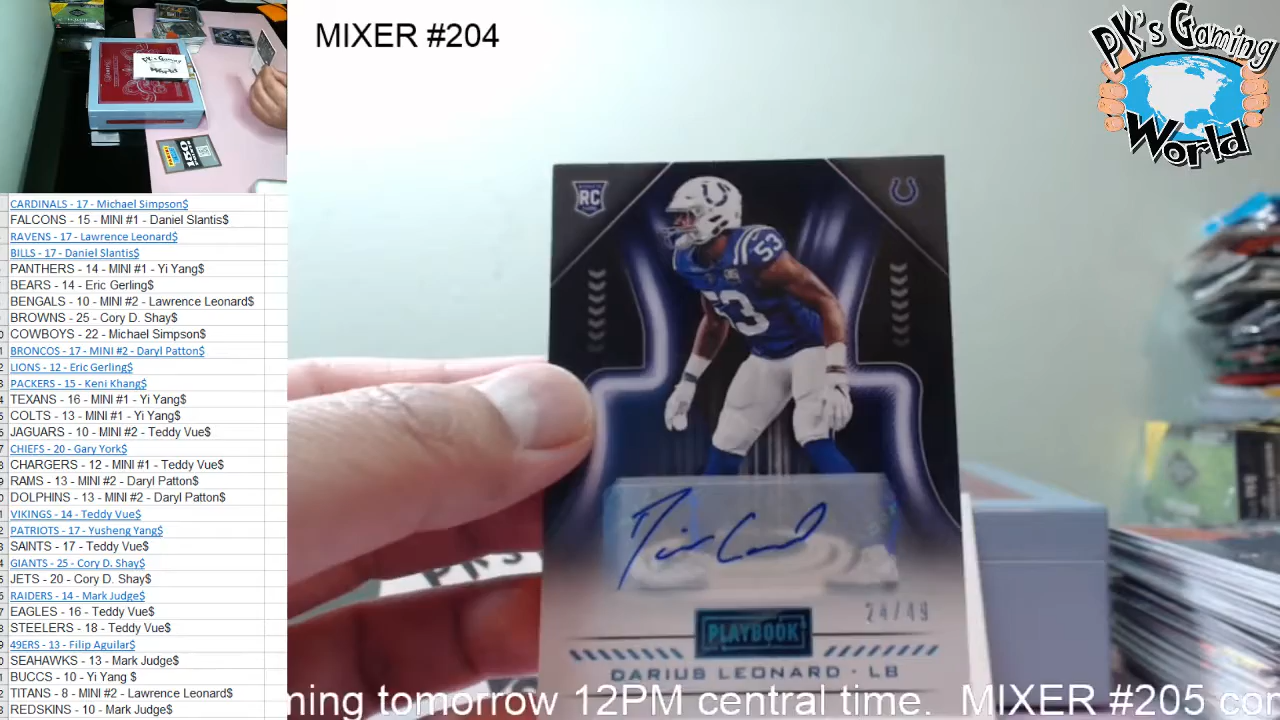 MIXER #204
PK's Gaming
World
CARDINALS - 17 - Michael Simpson$
FALCONS - 15 - MINI #1 - Daniel Slantis$
RAVENS - 17 - Lawrence Leonard$
BILLS - 17 - Daniel Slantis$
PANTHERS - 14 - MINI #1 - Yi Yang$
BEARS - 14 - Eric Gerling$
BENGALS - 10 - MINI #2 - Lawrence Leonard$
BROWNS - 25 - Cory D. Shay$
COWBOYS - 22 - Michael Simpson$
BRONCOS - 17 - MINI #2 - Daryl Patton$
LIONS - 12 - Eric Gerling$
PACKERS - 15 - Keni Khang$
TEXANS - 16 - MINI #1 - Yi Yang$
COLTS - 13 - MINI #1 - Yi Yang$
JAGUARS - 10 - MINI #2 - Teddy Vue$
CHIEFS - 20 - Gary York$
CHARGERS - 12 - MINI #1 - Teddy Vue$
RAMS - 13 - MINI #2 - Daryl Patton$
DOLPHINS - 13 - MINI #2 - Daryl Patton$
VIKINGS - 14 - Teddy Vue$
PATRIOTS - 17 - Yusheng Yang$
SAINTS - 17 - Teddy Vue$
GIANTS - 25 - Cory D. Shay$
JETS - 20 - Cory D. Shay$
RAIDERS - 14 - Mark Judge$
EAGLES - 16 - Teddy Vue$
STEELERS - 18 - Teddy Vue$
49ERS - 13 - Filip Aguilar$
SEAHAWKS - 13 - Mark Judge$
BUCCS - 10 - Yi Yang $
TITANS - 8 - MINI #2 - Lawrence Leonard$
REDSKINS - 10 - Mark Judge$
RC
53
53
24/49
PLAYBOOK
DARIUS LEONARD · LB
ming tomorrow 12PM central time. MIXER #205 con